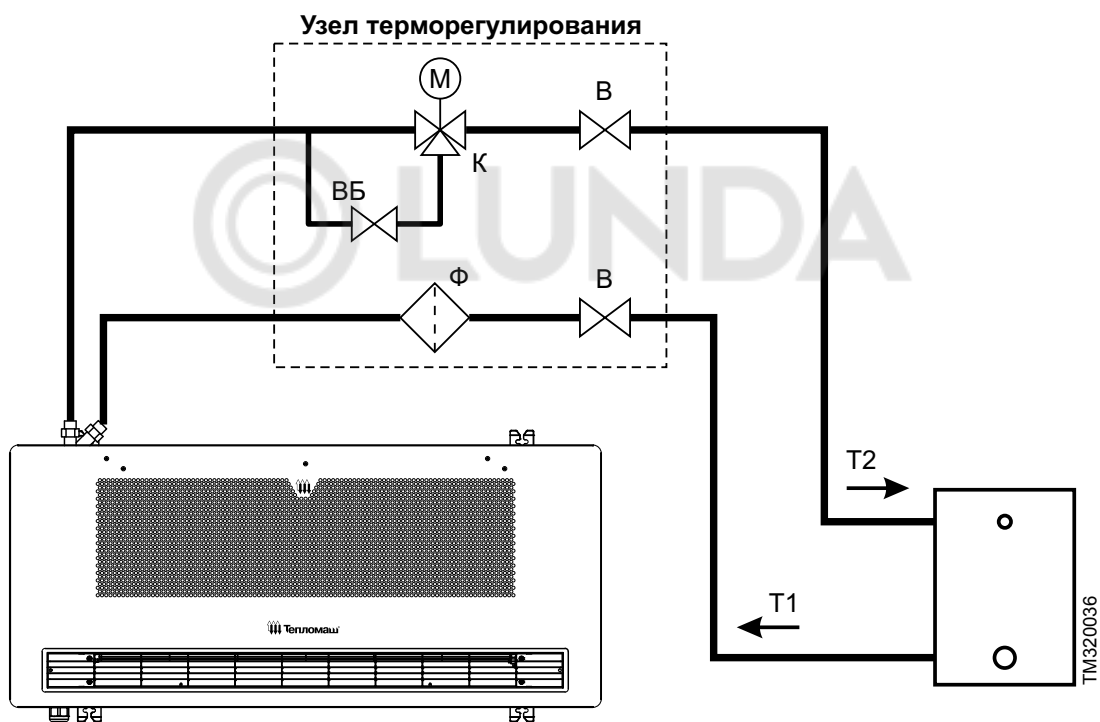 Узел терморегулирования
М
В
К
ВБ
LUNDA
Ф
В
Т2
Т1
Тепломаш
TM320036